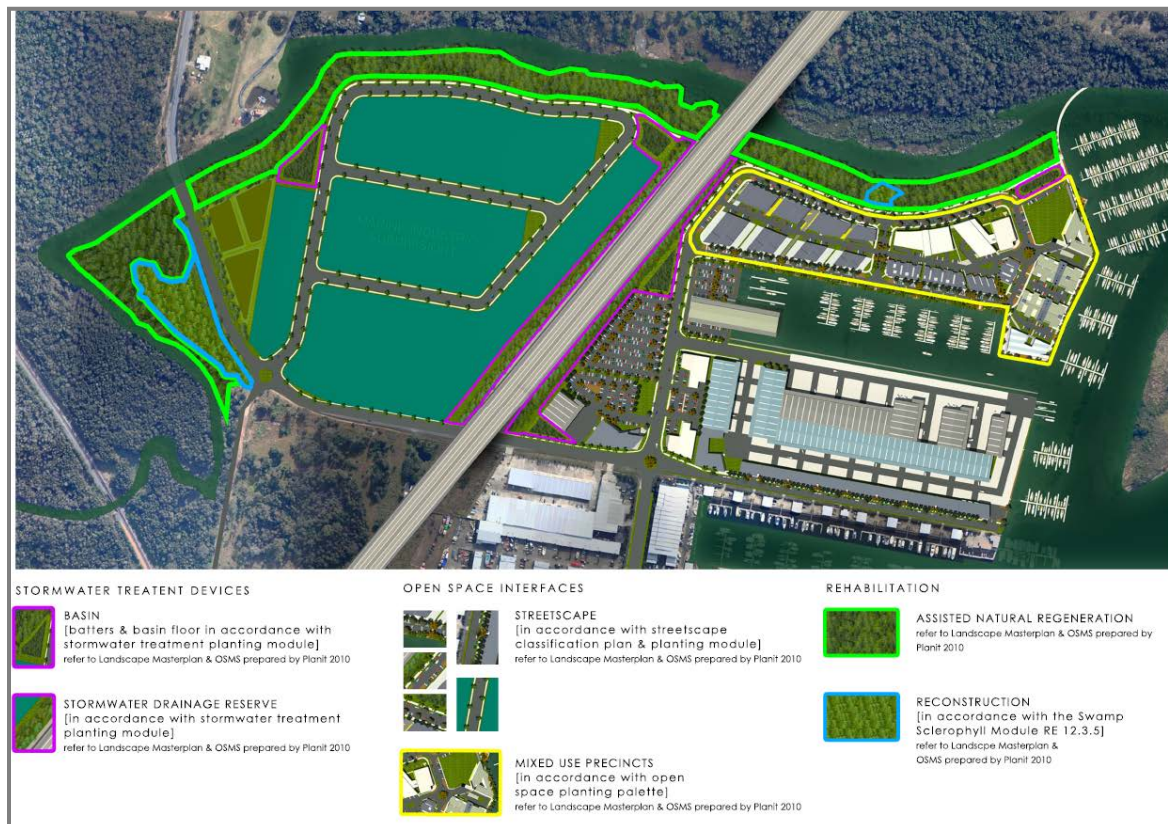 STORMWATER TREATENT DEVICES
BASIN
[batters & basin floor in accordance with
stormwater treatment planting module]
refer to Landscape Masterplan & OSMS prepared by Planit 2010
STORMWATER DRAINAGE RESERVE
[in accordance with stormwater treatment
planting module]
refer to Landscape Masterplan & OSMS prepared by Planit 2010
OPEN SPACE INTERFACES
STREETSCAPE
[in accordance with streetscape
classification plan & planting module]
refer to Landscape Masterplan & OSMS prepared by Planit 2010
MIXED USE PRECINCTS
[in accordance with open
space planting palette]
refer to Landscape Masterplan & OSMS prepared by Planit 2010
REHABILITATION
ASSISTED NATURAL REGENERATION
refer to Landscape Masterplan & OSMS prepared by
Planit 2010
RECONSTRUCTION
[in accordance with the Swamp
Sclerophyll Module RE 12.3.5]
refer to Landscpe Masterplan &
OSMS prepared by Planit 2010